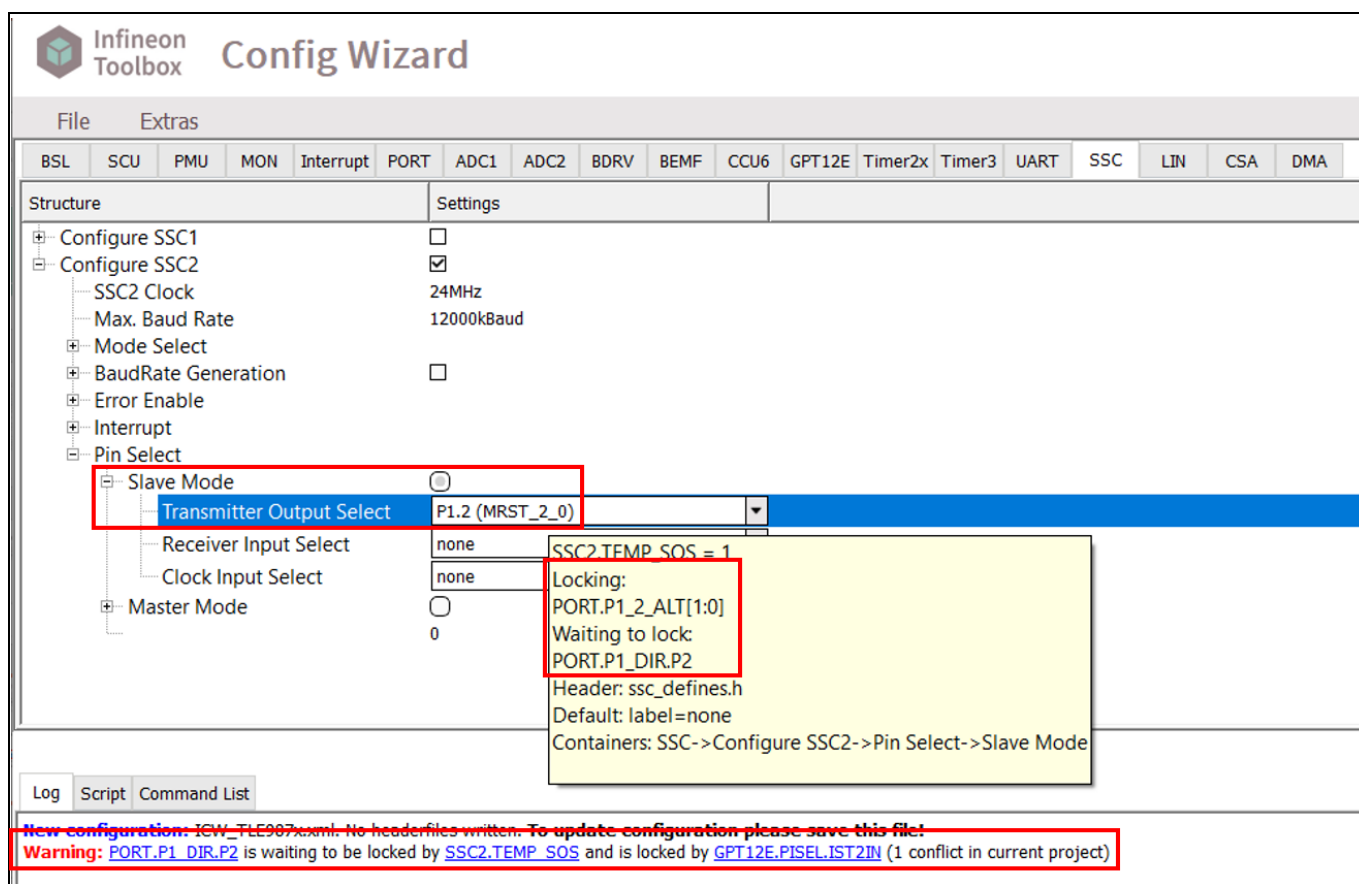 Infineon
Toolbox
Config Wizard
File Extras
BSL SCU PMU MON Interrupt PORT ADC1 ADC2 BDRV BEMF CCU6 GPT12E Timer2x Timer3 UART SSC LIN CSA DMA
Structure Settings
Configure SSC1
Configure SSC2
SSC2 Clock 24MHz
Max. Baud Rate 12000kBaud
Mode Select
BaudRate Generation
Error Enable
Interrupt
Pin Select
Slave Mode
Transmitter Output Select P1.2 (MRST_2_0)
Receiver Input Select none
Clock Input Select none
Master Mode
0
SSC2.TEMP_SOS = 1
Locking:
PORT.P1_2_ALT[1:0]
Waiting to lock:
PORT.P1_DIR.P2
Header: ssc_defines.h
Default: label=none
Containers: SSC->Configure SSC2->Pin Select->Slave Mode
Log Script Command List
New configuration: ICW_TLE987x.xml. No headerfiles written. To update configuration please save this file!
Warning: PORT.P1_DIR.P2 is waiting to be locked by SSC2.TEMP_SOS and is locked by GPT12E.PISEL.IST2IN (1 conflict in current project)